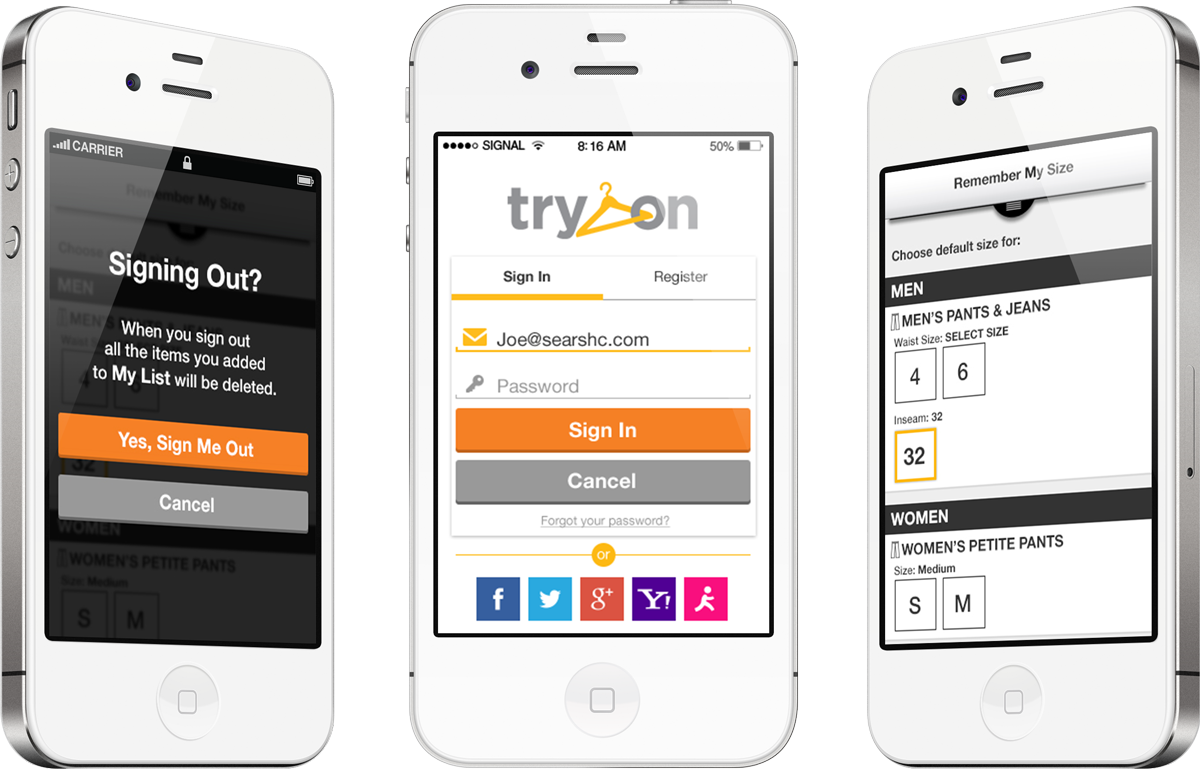 CARRIER
Remember My Size
Choose
MEN
Signing Out?
MEN'S PANTS & JEANS
When you sign out
all the items you added
to My List will be deleted.
4
Yes, Sign Me Out
32
Cancel
WOMEN
WOMEN'S PETITE PANTS
Size: Medium
S M
SIGNAL 8:16 AM 50%
try on
Sign In Register
Joe@searshc.com
Password
Sign In
Cancel
Forgot your password?
or
f g+ Y!
Remember My Size
Choose default size for:
MEN
MEN'S PANTS & JEANS
Waist Size: SELECT SIZE
4 6
Inseam: 32
32
WOMEN
WOMEN'S PETITE PANTS
Size: Medium
S M